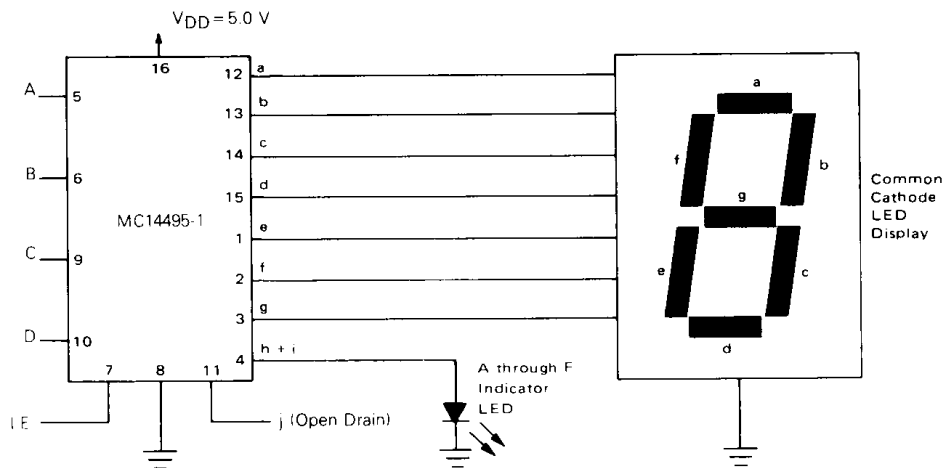 VDD = 5.0 V
16
12 a
A 5
13 b
14 c
B 6
15 d
MC14495-1
1 e
C 9
2 f
3 g
D 10
4 h + i
7 8 11
LE
j (Open Drain)
A through F
Indicator
LED
a
f
b
g
e
c
d
Common
Cathode
LED
Display